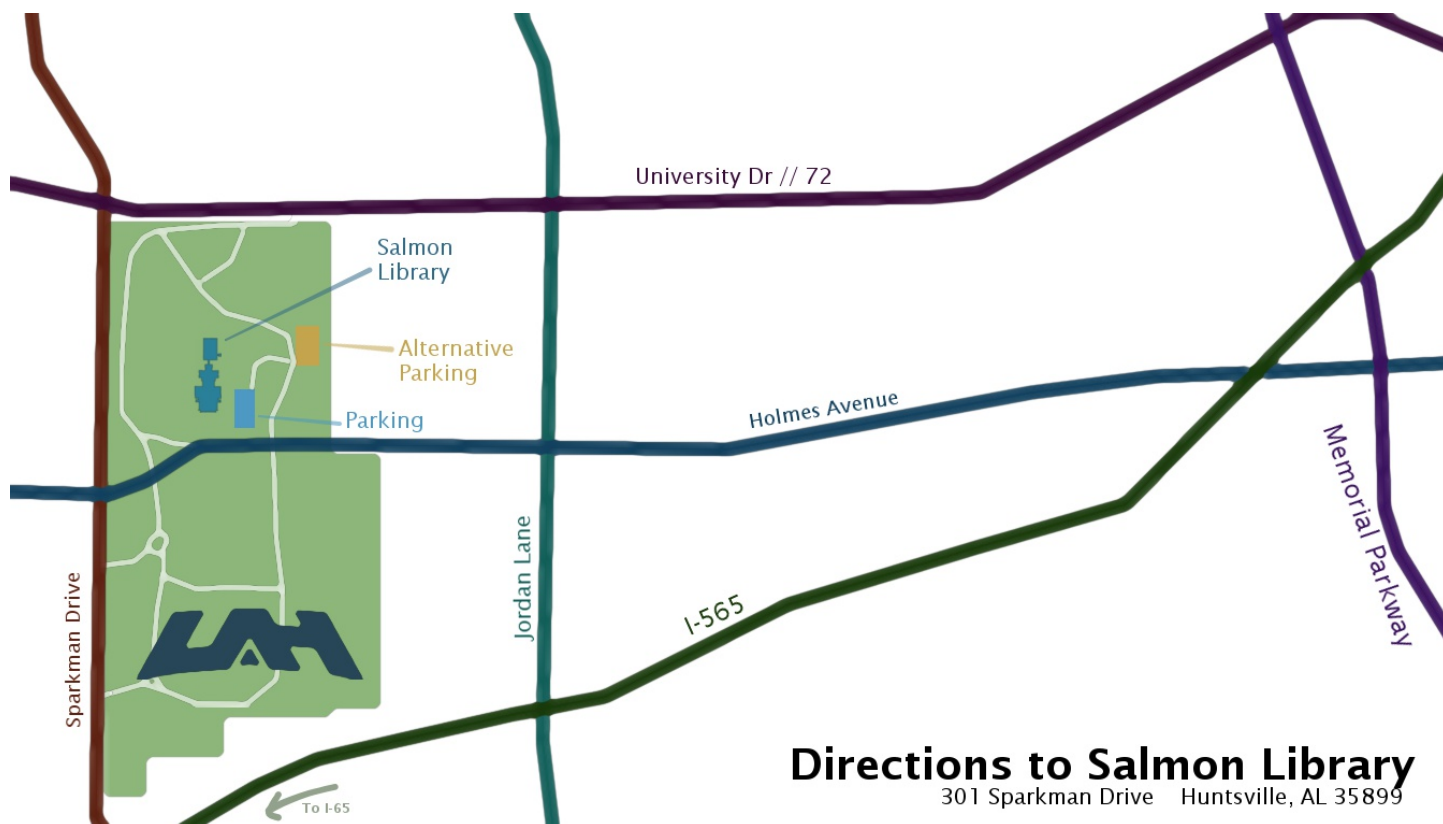 University Dr // 72
Salmon
Library
Alternative
Parking
Parking
Holmes Avenue
Memorial Parkway
Jordan Lane
Sparkman Drive
I-565
UAH
To I-65
Directions to Salmon Library
301 Sparkman Drive    Huntsville, AL 35899